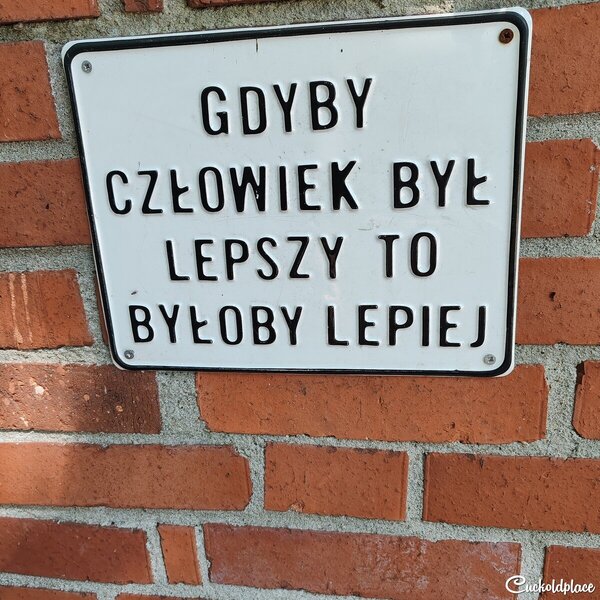 GDYBY
CZŁOWIEK BYŁ
LEPSZY TO
BYŁOBY LEPIEJ
Cuckoldplace